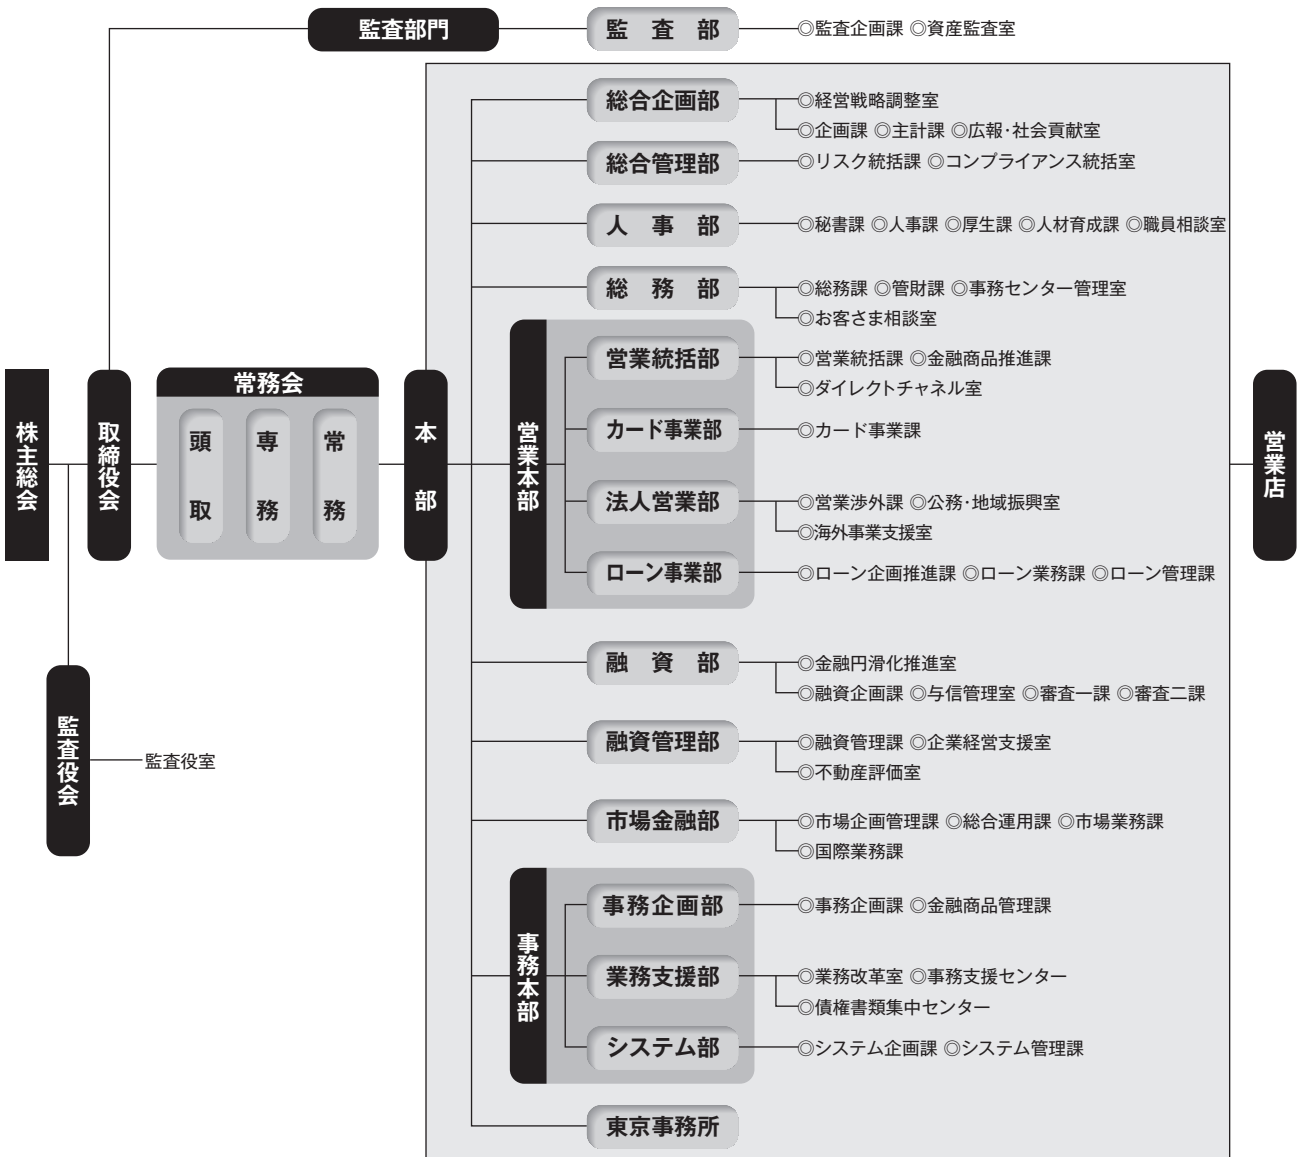 監査部門
監査部
◎監査企画課 ◎資産監査室
総合企画部
◎経営戦略調整室
◎企画課 ◎主計課 ◎広報・社会貢献室
総合管理部
◎リスク統括課 ◎コンプライアンス統括室
人事部
◎秘書課 ◎人事課 ◎厚生課 ◎人材育成課 ◎職員相談室
総務部
◎総務課 ◎管財課 ◎事務センター管理室
◎お客さま相談室
株主総会
取締役会
常務会
頭取
専務
常務
本部
営業本部
営業統括部
◎営業統括課 ◎金融商品推進課
◎ダイレクトチャネル室
カード事業部
◎カード事業課
法人営業部
◎営業渉外課 ◎公務・地域振興室
◎海外事業支援室
ローン事業部
◎ローン企画推進課 ◎ローン業務課 ◎ローン管理課
営業店
監査役会
監査役室
融資部
◎金融円滑化推進室
◎融資企画課 ◎与信管理室 ◎審査一課 ◎審査二課
融資管理部
◎融資管理課 ◎企業経営支援室
◎不動産評価室
市場金融部
◎市場企画管理課 ◎総合運用課 ◎市場業務課
◎国際業務課
事務本部
事務企画部
◎事務企画課 ◎金融商品管理課
業務支援部
◎業務改革室 ◎事務支援センター
◎債権書類集中センター
システム部
◎システム企画課 ◎システム管理課
東京事務所